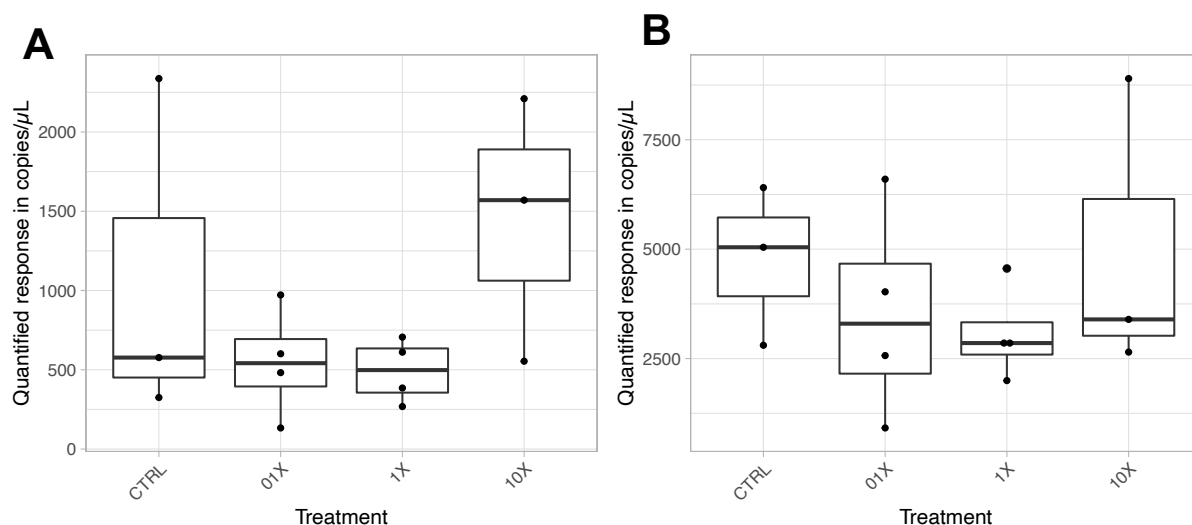 A
Quantified response in copies/µL
2000
1500
1000
500
0
CTRL
01X
1X
10X
Treatment
B
Quantified response in copies/µL
7500
5000
2500
CTRL
01X
1X
10X
Treatment